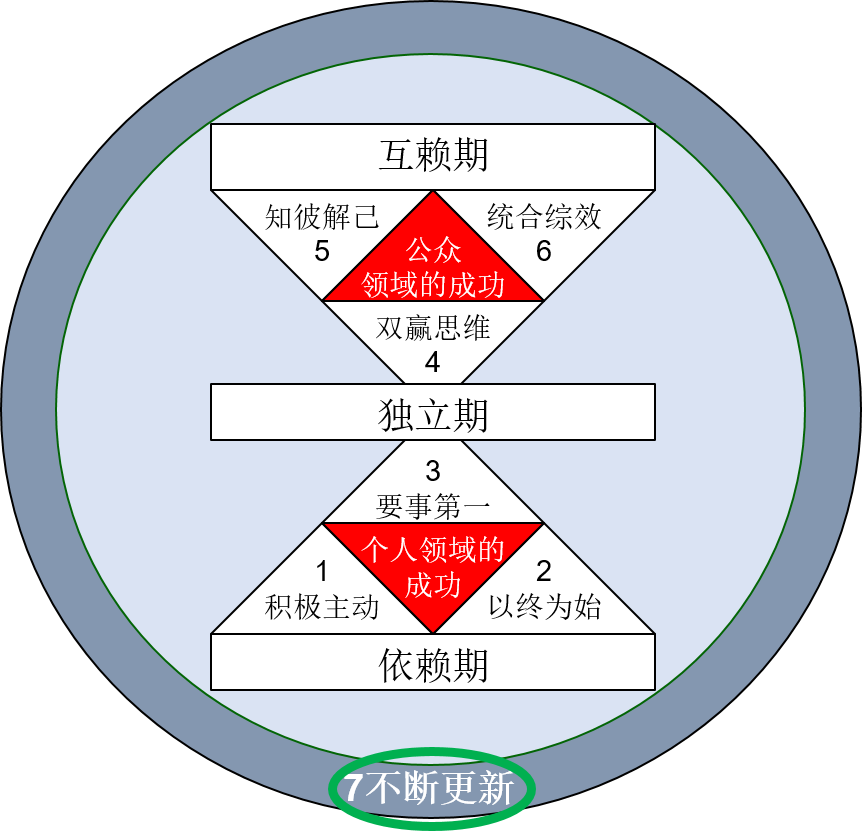 互赖期
知彼解己
5
公众
领域的成功
统合综效
6
双赢思维
4
独立期
3
要事第一
个人领域的
成功
1
积极主动
2
以终为始
依赖期
7不断更新